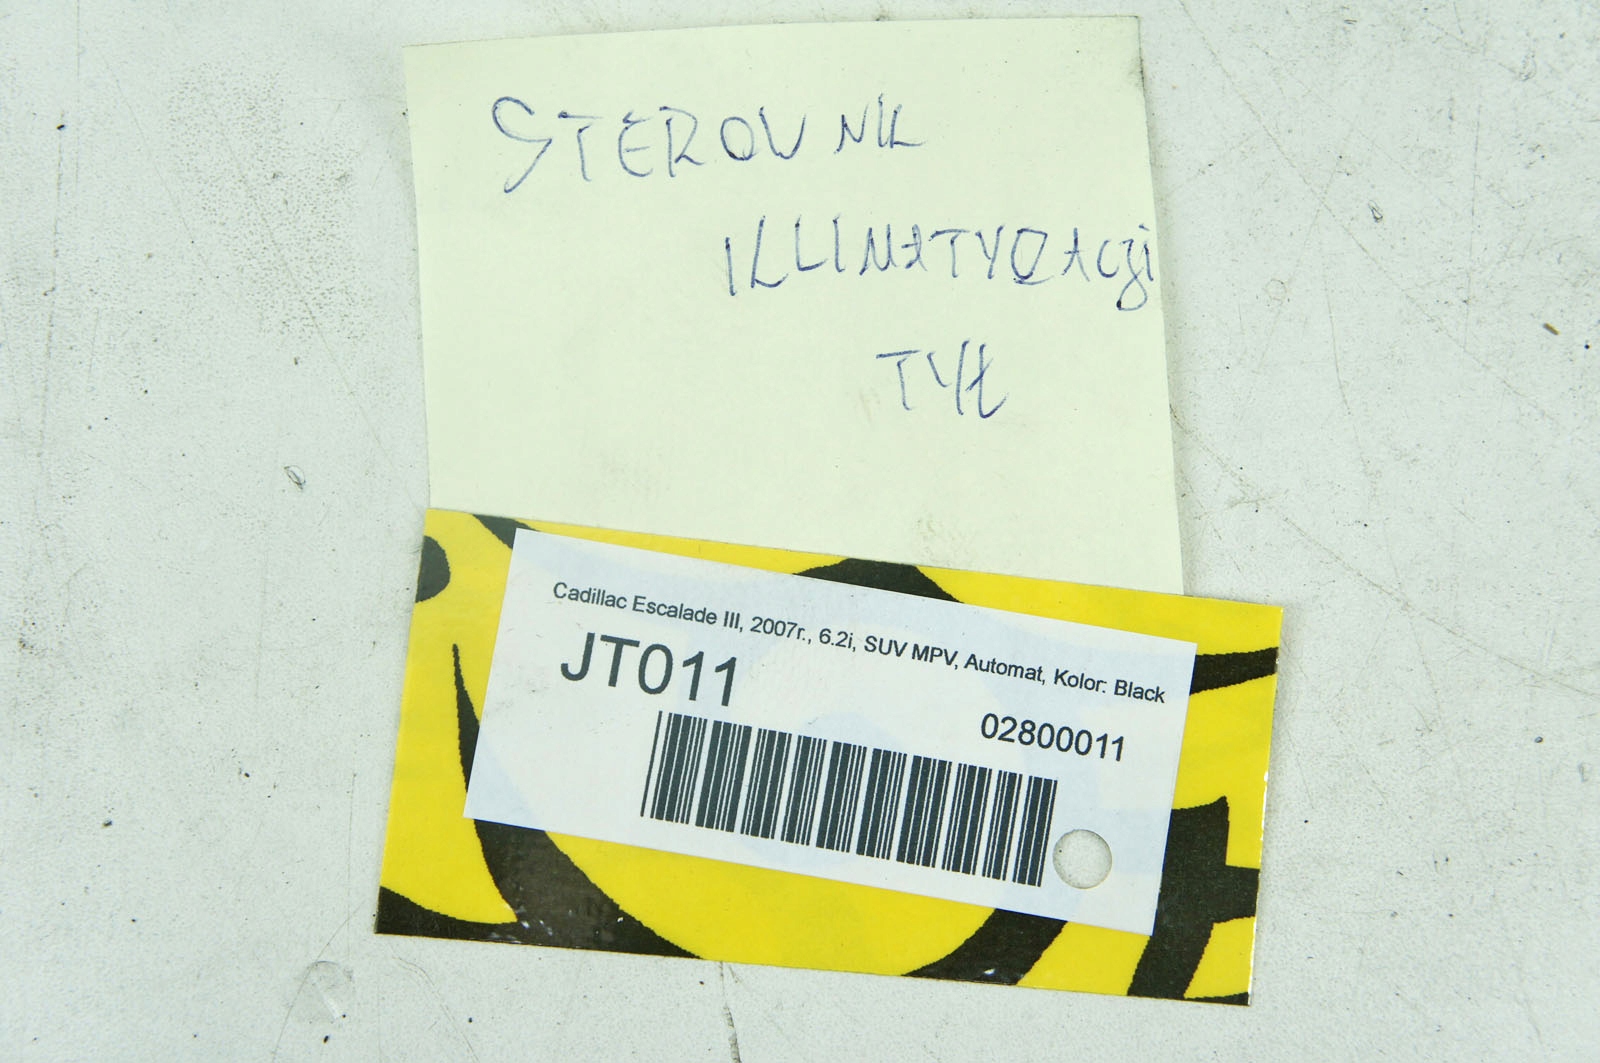 STEROWNIK
KLIMATYZACJI
TYŁ
Cadillac Escalade III, 2007r., 6.2i, SUV MPV, Automat, Kolor: Black
JT011
02800011